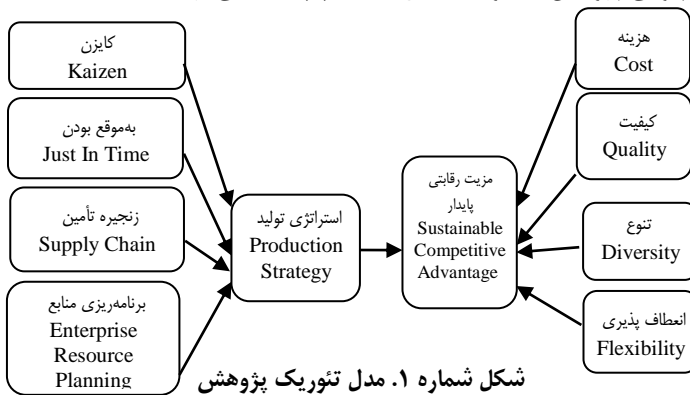 کایزن
Kaizen
به‌موقع بودن
Just In Time
زنجیره تأمین
Supply Chain
برنامه‌ریزی منابع
Enterprise
Resource
Planning
استراتژی تولید
Production
Strategy
مزیت رقابتی
پایدار
Sustainable
Competitive
Advantage
هزینه
Cost
کیفیت
Quality
تنوع
Diversity
انعطاف پذیری
Flexibility
شکل شماره ۱. مدل تئوریک پژوهش